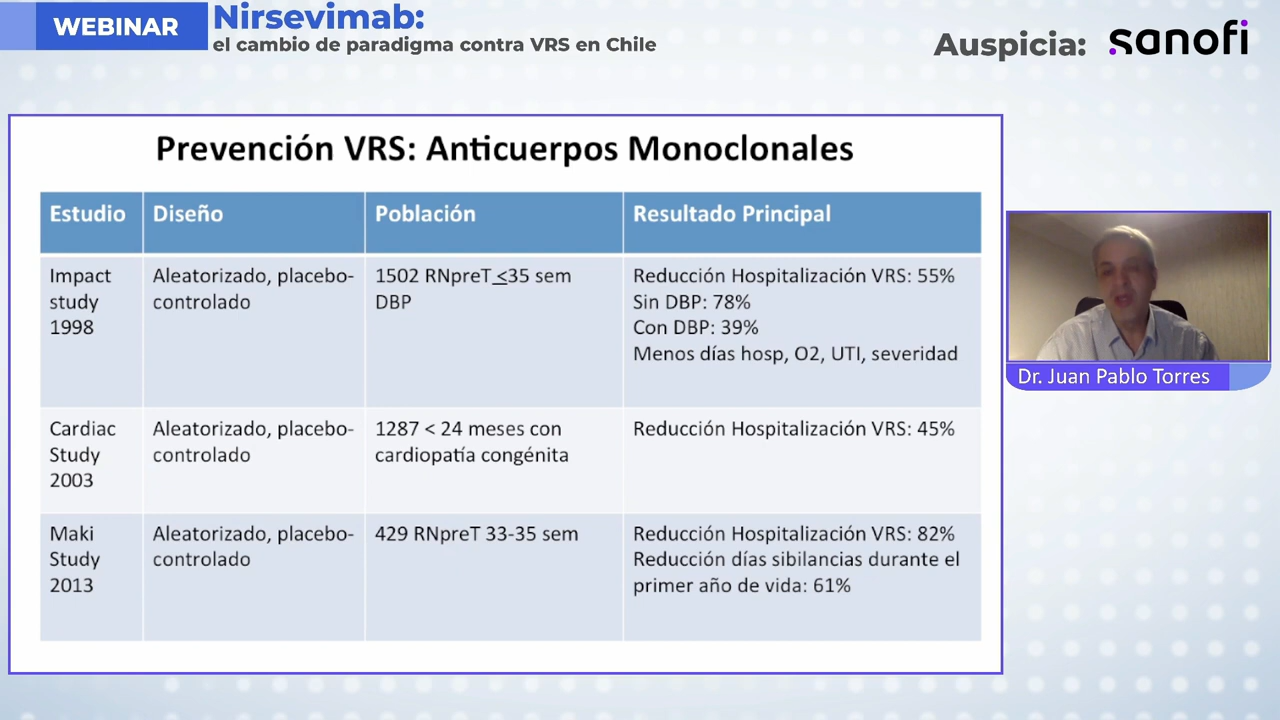 WEBINAR
Nirsevimab:
el cambio de paradigma contra VRS en Chile
Auspicia: sanofi
Prevención VRS: Anticuerpos Monoclonales
Estudio Diseño Población Resultado Principal
Impact study 1998
Aleatorizado, placebo-controlado
1502 RNpreT <35 sem
DBP
Reducción Hospitalización VRS: 55%
Sin DBP: 78%
Con DBP: 39%
Menos días hosp, O2, UTI, severidad
Cardiac Study 2003
Aleatorizado, placebo-controlado
1287 < 24 meses con cardiopatía congénita
Reducción Hospitalización VRS: 45%
Maki Study 2013
Aleatorizado, placebo-controlado
429 RNpreT 33-35 sem
Reducción Hospitalización VRS: 82%
Reducción días sibilancias durante el primer año de vida: 61%
Dr. Juan Pablo Torres